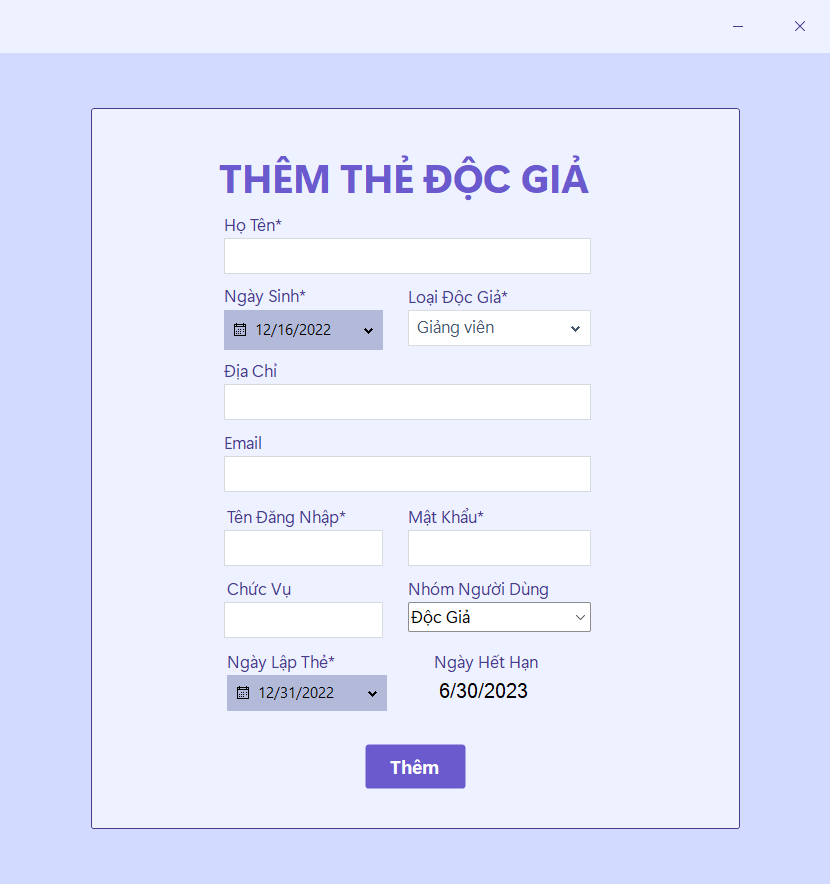 THÊM THẺ ĐỘC GIẢ
Họ Tên*
Ngày Sinh*
Loại Độc Giả*
12/16/2022
Giảng viên
Địa Chỉ
Email
Tên Đăng Nhập*
Mật Khẩu*
Chức Vụ
Nhóm Người Dùng
Độc Giả
Ngày Lập Thẻ*
Ngày Hết Hạn
12/31/2022
6/30/2023
Thêm